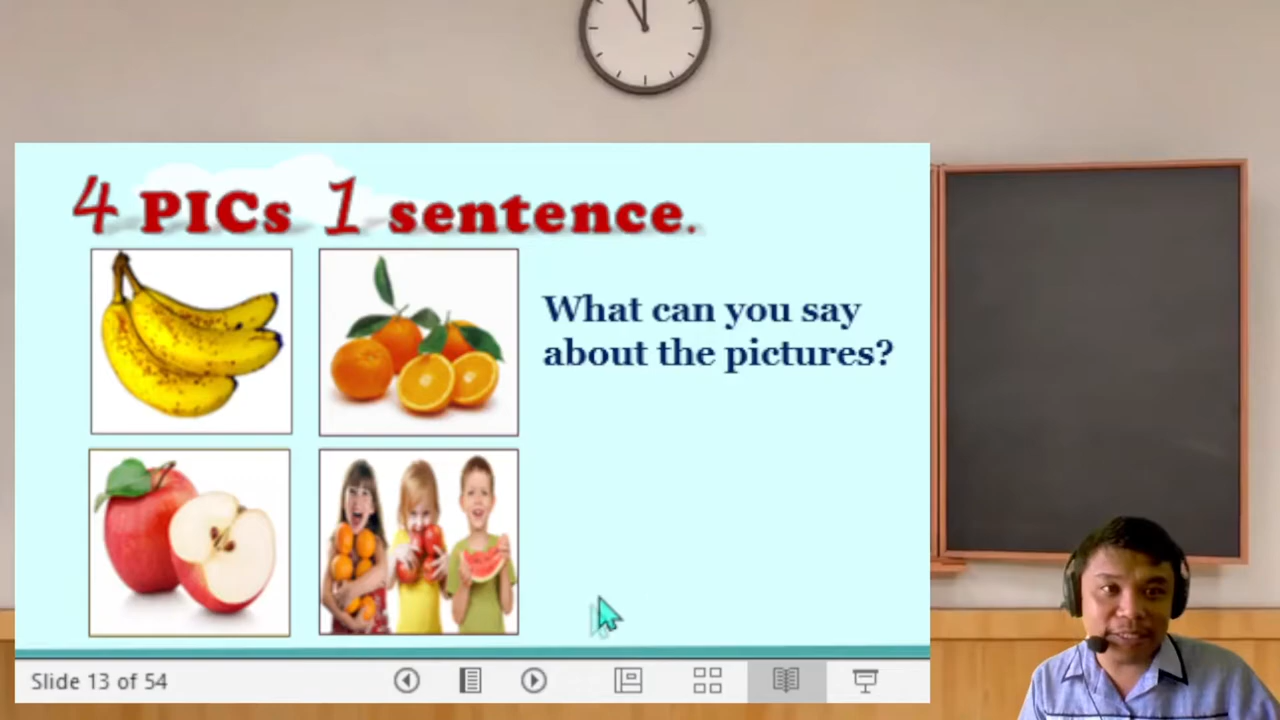 4 PICs 1 sentence.
What can you say
about the pictures?
Slide 13 of 54